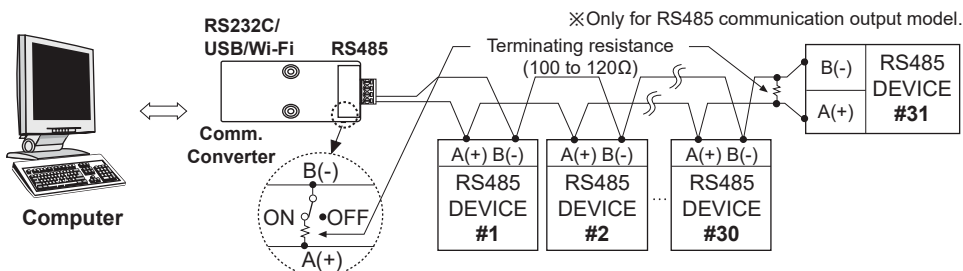 ※Only for RS485 communication output model.
RS232C/
USB/Wi-Fi
RS485
Terminating resistance
(100 to 120Ω)
Comm.
Converter
Computer
B(-)
ON
OFF
A(+)
A(+) B(-)
RS485
DEVICE
#1
A(+) B(-)
RS485
DEVICE
#2
...
A(+) B(-)
RS485
DEVICE
#30
B(-)
A(+)
RS485
DEVICE
#31